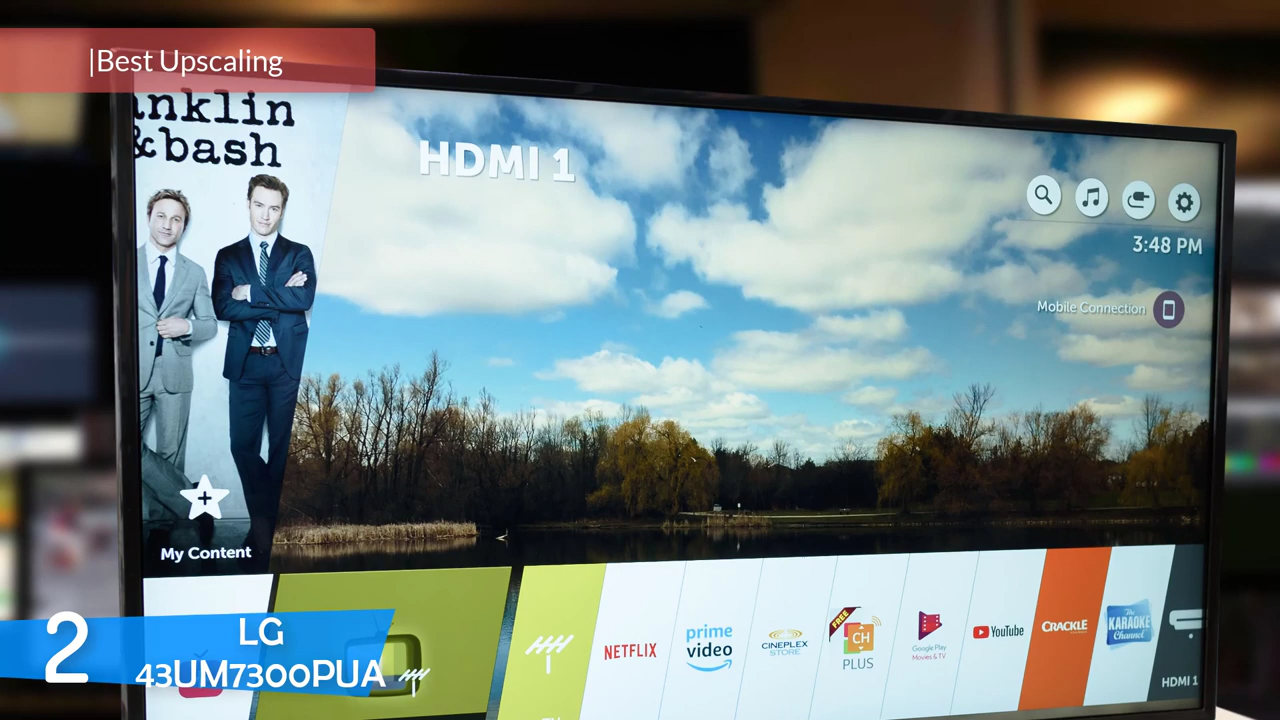 |Best Upscaling
nklin
&bash
HDMI 1
3:48 PM
Mobile Connection
My Content
NETFLIX
prime
video
CINEPLEX
STORE
FREE
CH
PLUS
Google Play
Movies & TV
YouTube
CRACKLE
The
KARAOKE
Channel
HDMI 1
2
LG
43UM7300PUA